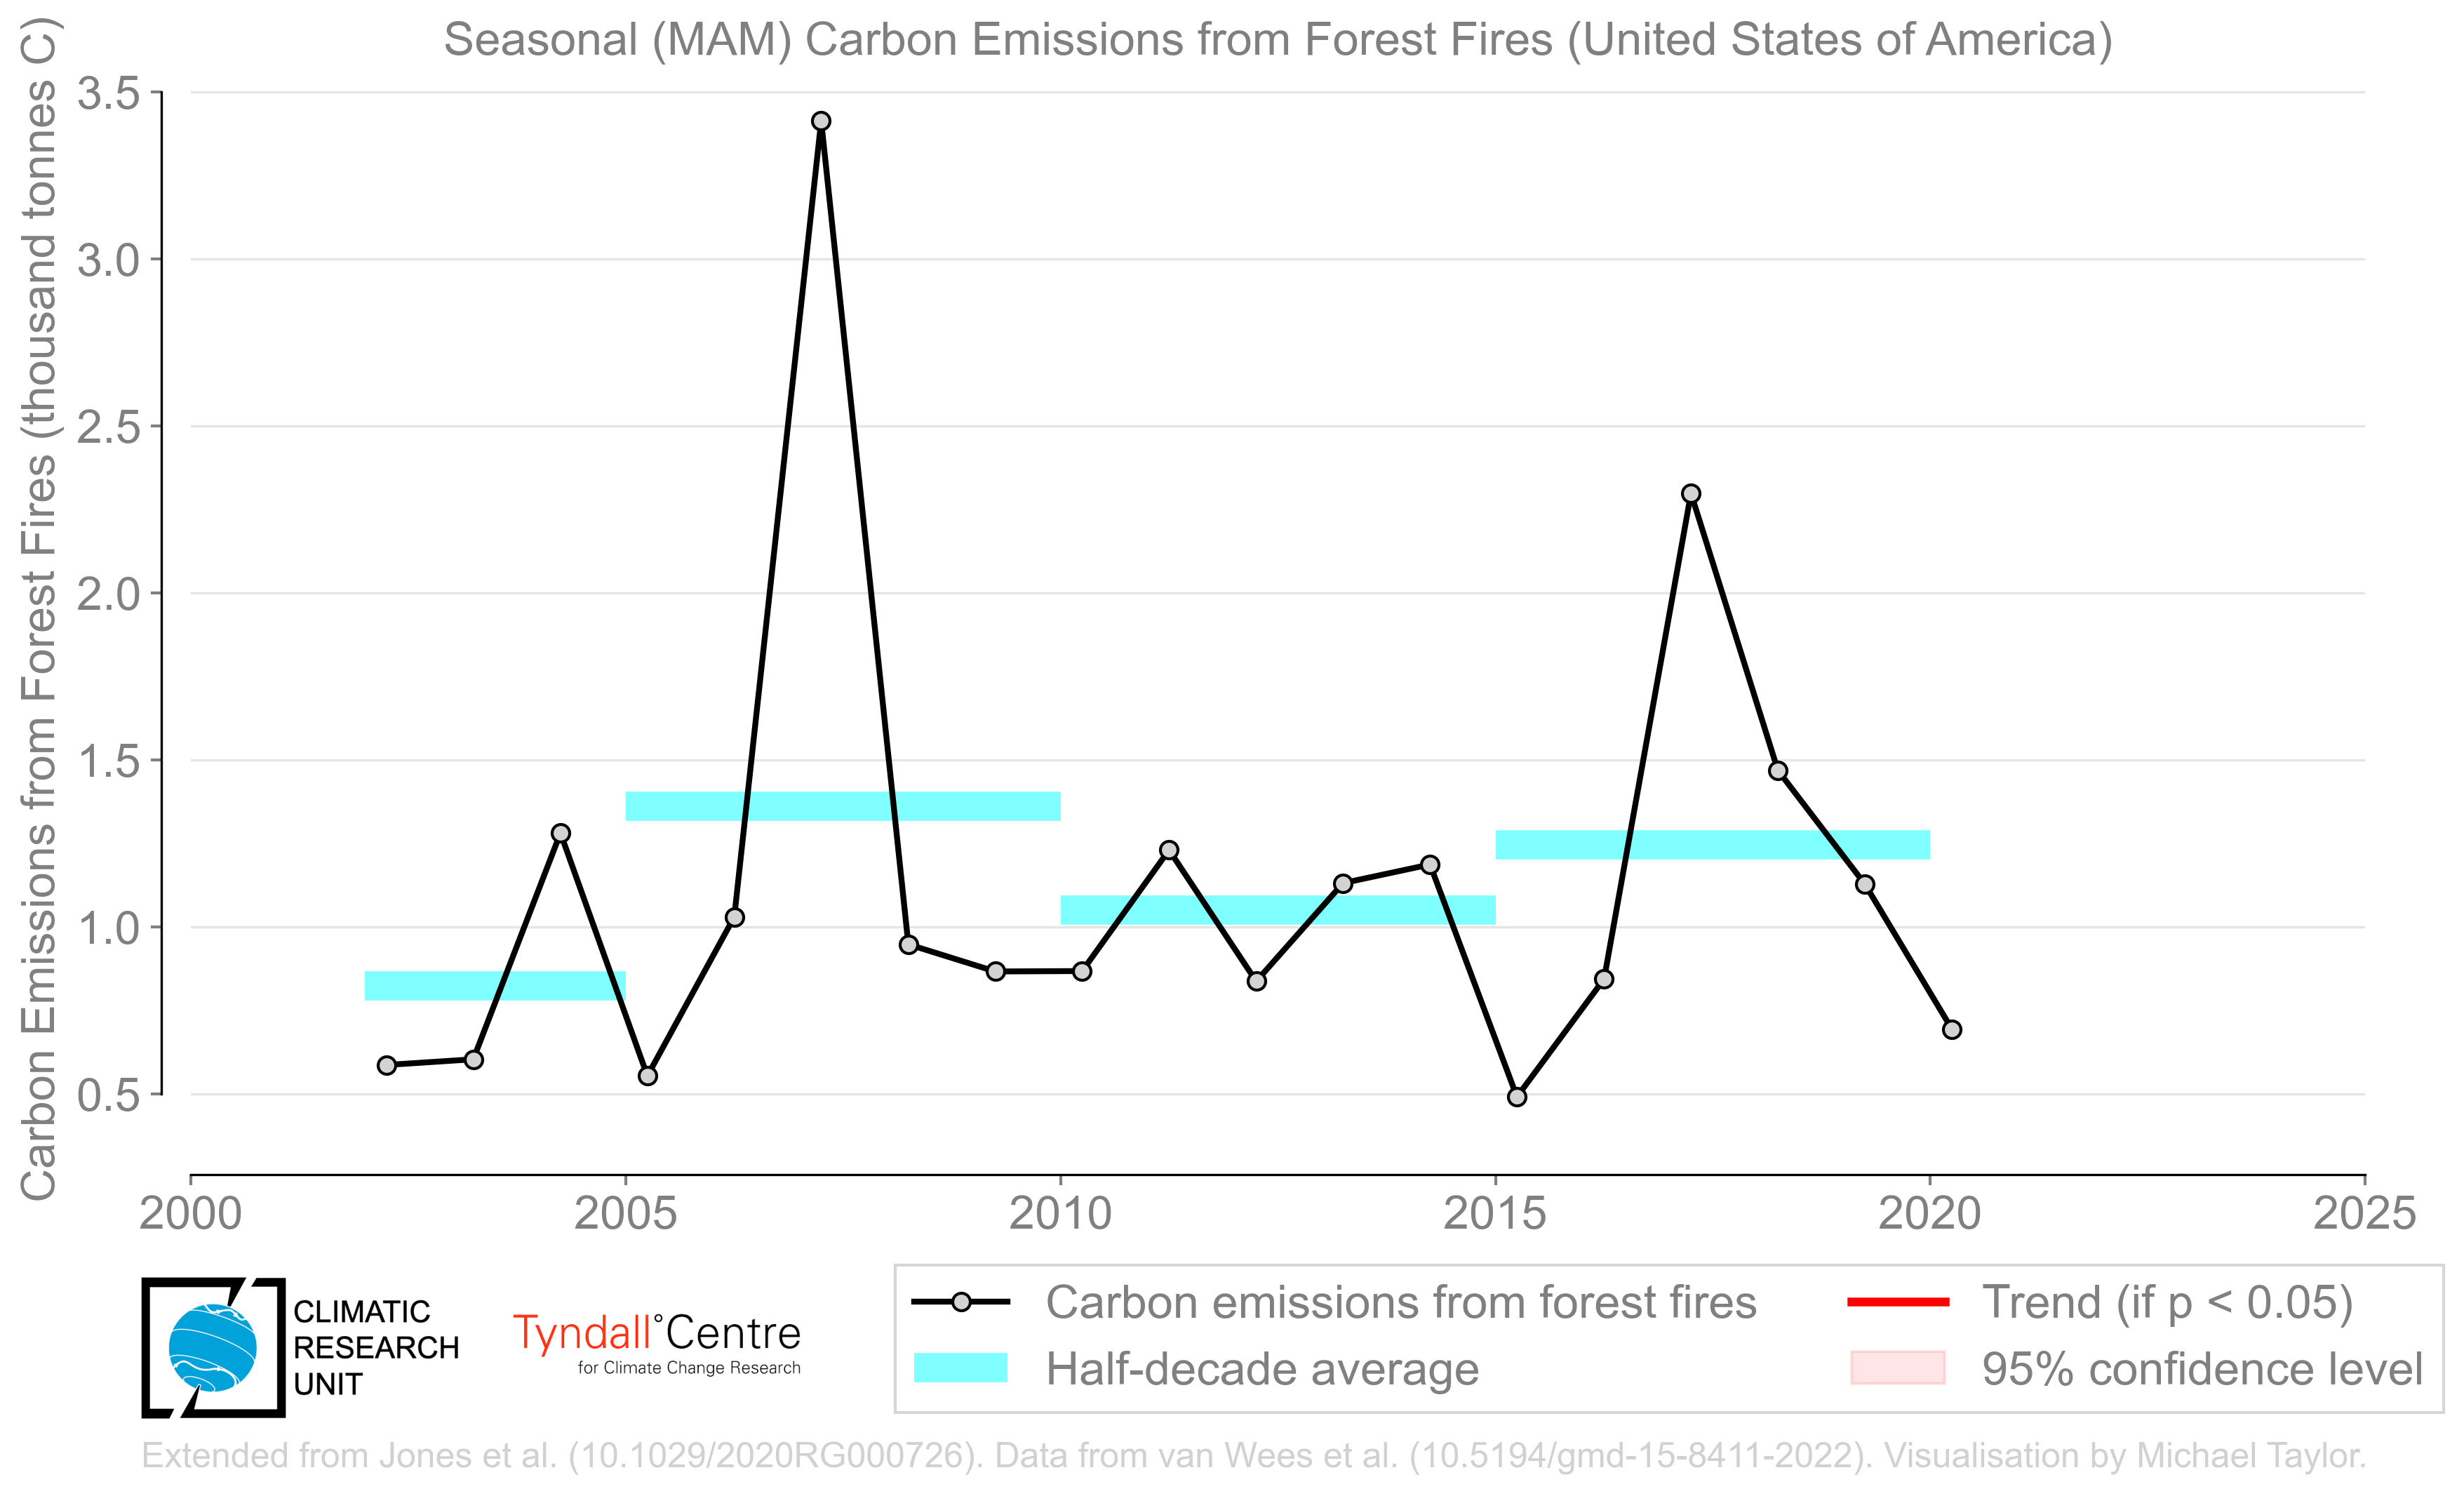 Seasonal (MAM) Carbon Emissions from Forest Fires (United States of America)
Carbon Emissions from Forest Fires (thousand tonnes C)
3.5
3.0
2.5
2.0
1.5
1.0
0.5
2000
2005
2010
2015
2020
2025
CLIMATIC
RESEARCH
UNIT
Tyndall°Centre
for Climate Change Research
Carbon emissions from forest fires
Half-decade average
Trend (if p < 0.05)
95% confidence level
Extended from Jones et al. (10.1029/2020RG000726). Data from van Wees et al. (10.5194/gmd-15-8411-2022). Visualisation by Michael Taylor.